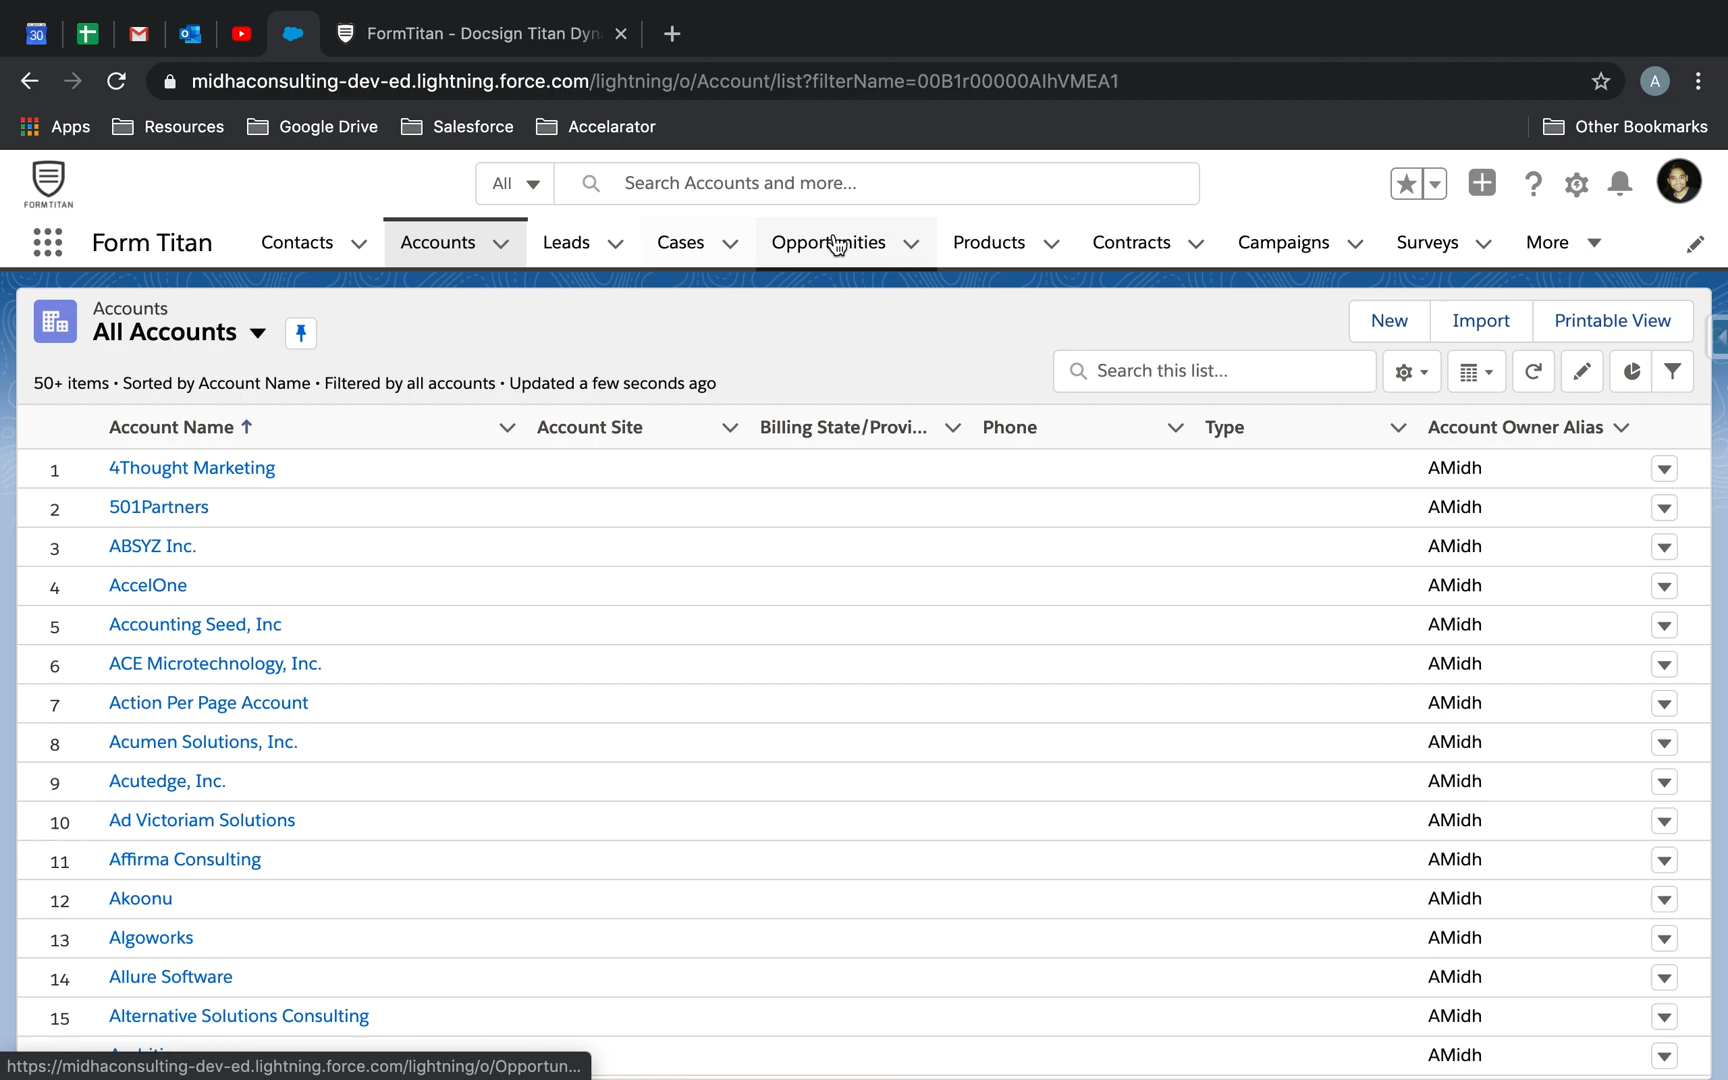 30
FormTitan - Docsign Titan Dyn
midhaconsulting-dev-ed.lightning.force.com/lightning/o/Account/list?filterName=00B1r00000AIhVMEA1
A
Apps
Resources
Google Drive
Salesforce
Accelarator
Other Bookmarks
FORMTITAN
All
Search Accounts and more...
Form Titan
Contacts
Accounts
Leads
Cases
Opportunities
Products
Contracts
Campaigns
Surveys
More
Accounts
All Accounts
New
Import
Printable View
50+ items • Sorted by Account Name • Filtered by all accounts • Updated a few seconds ago
Search this list...
Account Name
Account Site
Billing State/Provi...
Phone
Type
Account Owner Alias
1 4Thought Marketing AMidh
2 501Partners AMidh
3 ABSYZ Inc. AMidh
4 AccelOne AMidh
5 Accounting Seed, Inc AMidh
6 ACE Microtechnology, Inc. AMidh
7 Action Per Page Account AMidh
8 Acumen Solutions, Inc. AMidh
9 Acutedge, Inc. AMidh
10 Ad Victoriam Solutions AMidh
11 Affirma Consulting AMidh
12 Akoonu AMidh
13 Algoworks AMidh
14 Allure Software AMidh
15 Alternative Solutions Consulting AMidh
AMidh
https://midhaconsulting-dev-ed.lightning.force.com/lightning/o/Opportun...